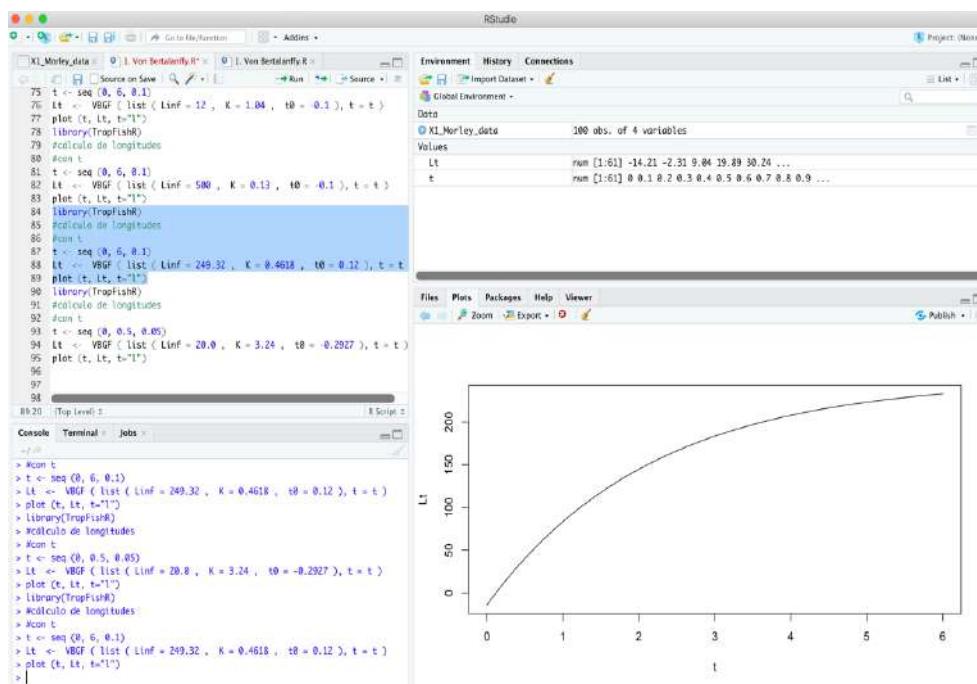 RStudio
Go to file/function
Addins
Project: (None
X1_Morley_data
1. Von Bertalanffy.R*
1. Von Bertalanffy.R
Source on Save
Run
Source
75 t <- seq (0, 6, 0.1)
76 Lt <- VBGF ( list ( Linf = 12 , K = 1.04 , t0 = -0.1 ), t = t )
77 plot (t, Lt, t="l")
78 library(TropFishR)
79 #cálculo de longitudes
80 #con t
81 t <- seq (0, 6, 0.1)
82 Lt <- VBGF ( list ( Linf = 500 , K = 0.13 , t0 = -0.1 ), t = t )
83 plot (t, Lt, t="l")
84 library(TropFishR)
85 #cálculo de longitudes
86 #con t
87 t <- seq (0, 6, 0.1)
88 Lt <- VBGF ( list ( Linf = 249.32 , K = 0.4618 , t0 = 0.12 ), t = t
89 plot (t, Lt, t="l")
90 library(TropFishR)
91 #cálculo de longitudes
92 #con t
93 t <- seq (0, 0.5, 0.05)
94 Lt <- VBGF ( list ( Linf = 20.0 , K = 3.24 , t0 = -0.2927 ), t = t )
95 plot (t, Lt, t="l")
96
97
98
89:20 (Top Level)
R Script
Console Terminal Jobs
> #con t
> t <- seq (0, 6, 0.1)
> Lt <- VBGF ( list ( Linf = 249.32 , K = 0.4618 , t0 = 0.12 ), t = t )
> plot (t, Lt, t="l")
> library(TropFishR)
> #cálculo de longitudes
> #con t
> t <- seq (0, 0.5, 0.05)
> Lt <- VBGF ( list ( Linf = 20.0 , K = 3.24 , t0 = -0.2927 ), t = t )
> plot (t, Lt, t="l")
> library(TropFishR)
> #cálculo de longitudes
> #con t
> t <- seq (0, 6, 0.1)
> Lt <- VBGF ( list ( Linf = 249.32 , K = 0.4618 , t0 = 0.12 ), t = t )
> plot (t, Lt, t="l")
>
Environment History Connections
Import Dataset
List
Global Environment
Data
X1_Morley_data 100 obs. of 4 variables
Values
Lt num [1:61] -14.21 -2.31 9.04 19.89 30.24 ...
t num [1:61] 0 0.1 0.2 0.3 0.4 0.5 0.6 0.7 0.8 0.9 ...
Files Plots Packages Help Viewer
Zoom Export
Publish
200
150
100
50
0
Lt
0 1 2 3 4 5 6
t